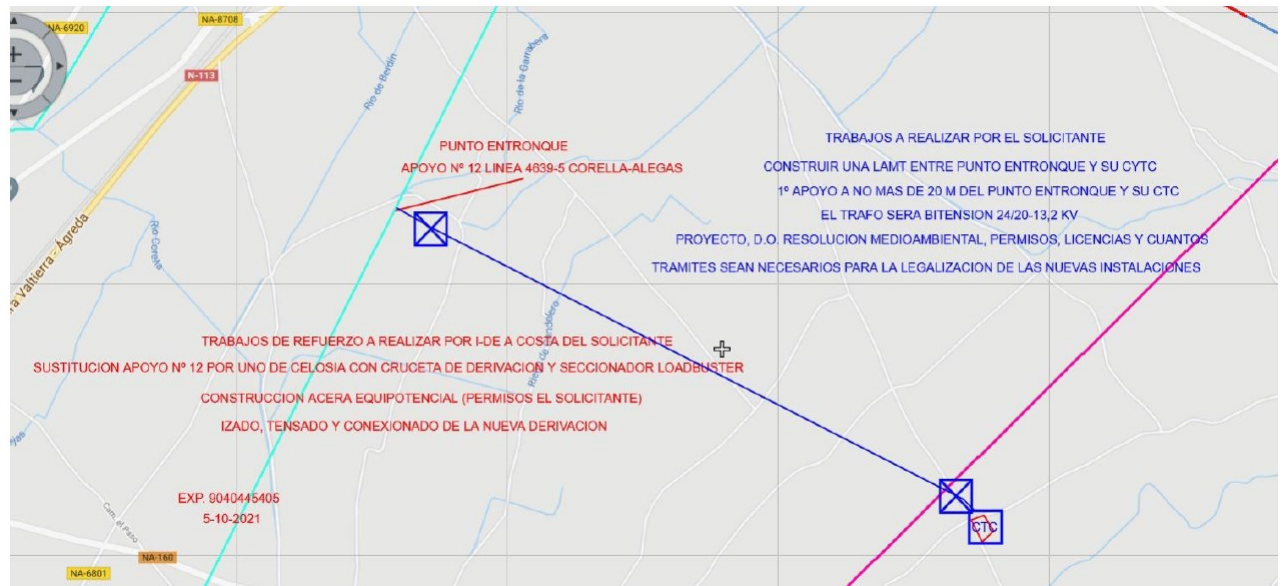 NA-6920
NA-8708
N-113
Rio de Berdin
Rio de la Garrabera
PUNTO ENTRONQUE
APOYO Nº 12 LINEA 4639-5 CORELLA-ALEGAS
TRABAJOS A REALIZAR POR EL SOLICITANTE
CONSTRUIR UNA LAMT ENTRE PUNTO ENTRONQUE Y SU CYTC
1º APOYO A NO MAS DE 20 M DEL PUNTO ENTRONQUE Y SU CTC
EL TRAFO SERA BITENSION 24/20-13,2 KV
PROYECTO, D.O. RESOLUCION MEDIOAMBIENTAL, PERMISOS, LICENCIAS Y CUANTOS
TRAMITES SEAN NECESARIOS PARA LA LEGALIZACION DE LAS NUEVAS INSTALACIONES
Valtierra - Agreda
TRABAJOS DE REFUERZO A REALIZAR POR I-DE A COSTA DEL SOLICITANTE
SUSTITUCION APOYO Nº 12 POR UNO DE CELOSIA CON CRUCETA DE DERIVACION Y SECCIONADOR LOADBUSTER
CONSTRUCCION ACERA EQUIPOTENCIAL (PERMISOS EL SOLICITANTE)
IZADO, TENSADO Y CONEXIONADO DE LA NUEVA DERIVACION
EXP. 9040445405
5-10-2021
CTC
NA-160
NA-6801